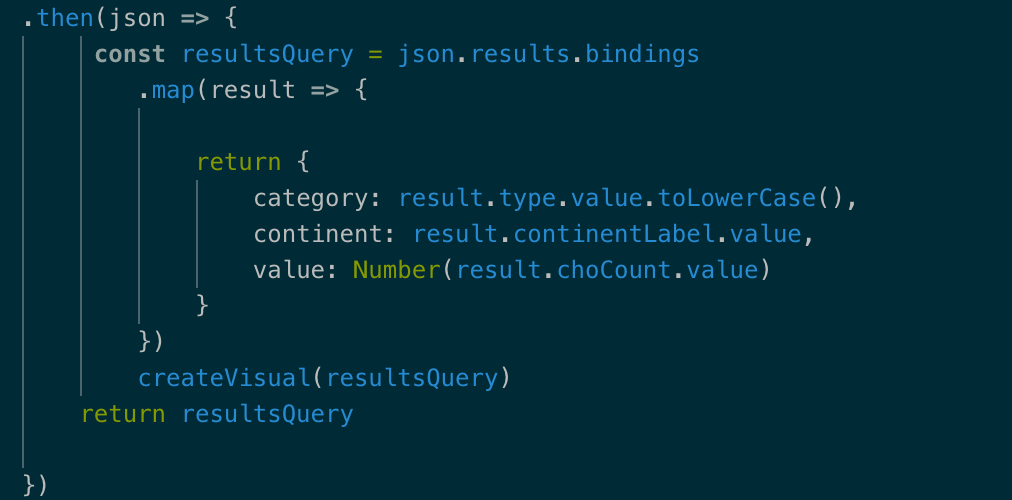 .then(json => {
const resultsQuery = json.results.bindings
.map(result => {
return {
category: result.type.value.toLowerCase(),
continent: result.continentLabel.value,
value: Number(result.choCount.value)
}
})
createVisual(resultsQuery)
return resultsQuery
})